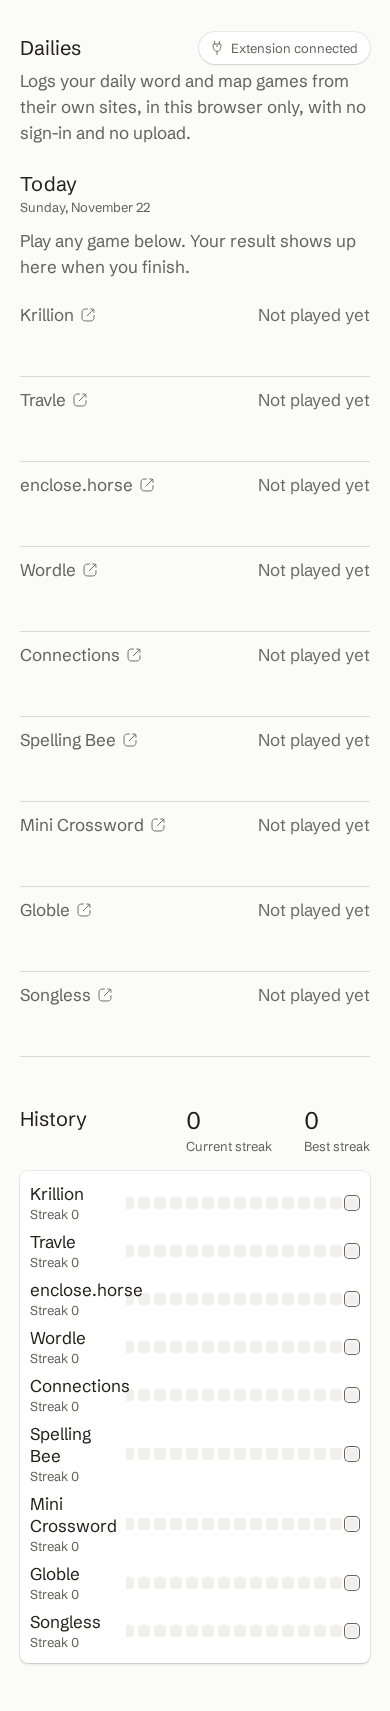 Dailies
Extension connected
Logs your daily word and map games from
their own sites, in this browser only, with no
sign-in and no upload.
Today
Sunday, November 22
Play any game below. Your result shows up
here when you finish.
Krillion Not played yet
Travle Not played yet
enclose.horse Not played yet
Wordle Not played yet
Connections Not played yet
Spelling Bee Not played yet
Mini Crossword Not played yet
Globle Not played yet
Songless Not played yet
History 0 0
Current streak Best streak
Krillion
Streak 0
Travle
Streak 0
enclose.horse
Streak 0
Wordle
Streak 0
Connections
Streak 0
Spelling
Bee
Streak 0
Mini
Crossword
Streak 0
Globle
Streak 0
Songless
Streak 0